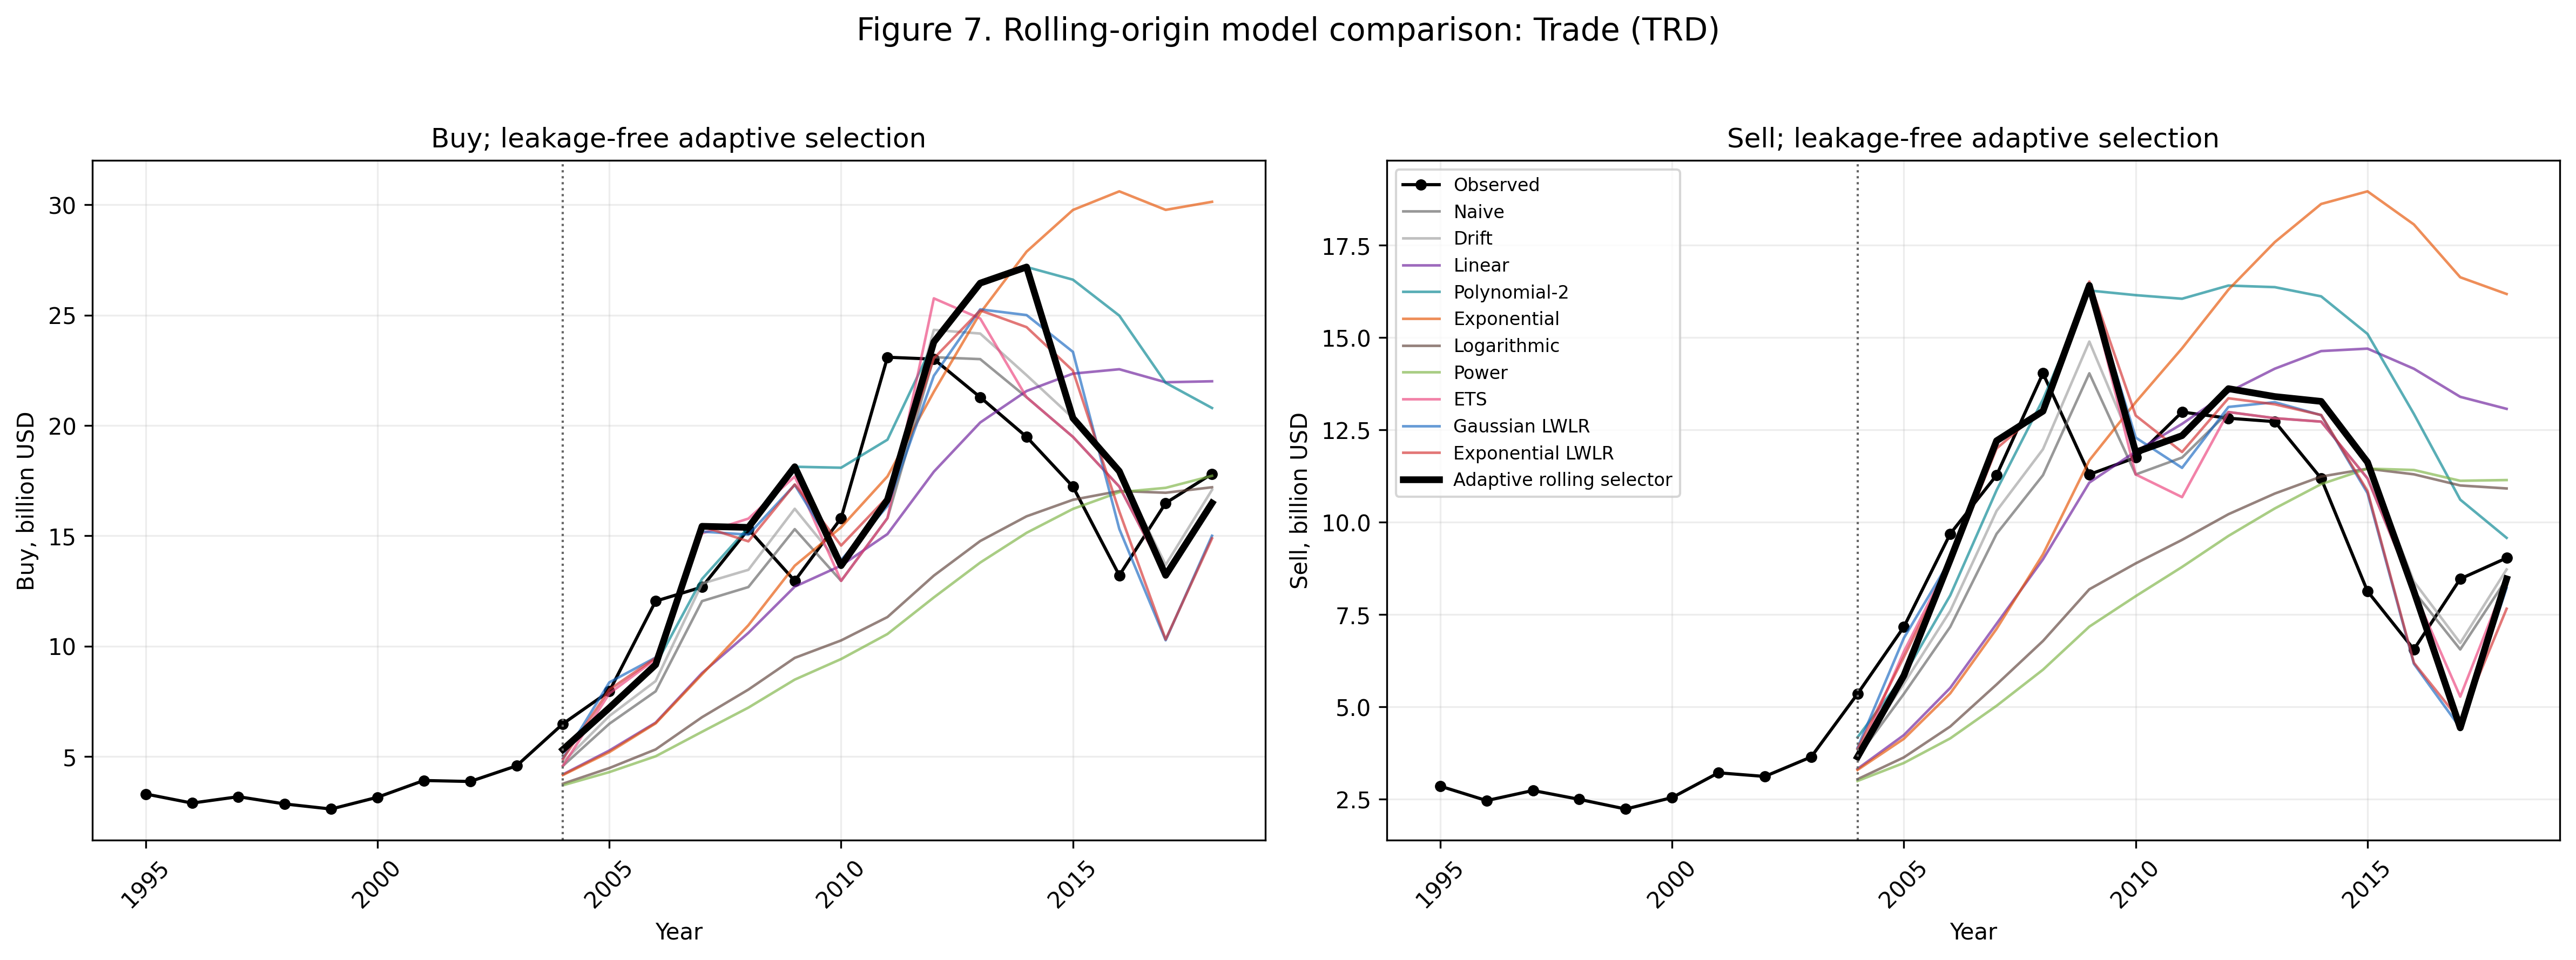 Figure 7. Rolling-origin model comparison: Trade (TRD)
Buy; leakage-free adaptive selection
Buy, billion USD
30
25
20
15
10
5
1995
2000
2005
2010
2015
Year
Sell; leakage-free adaptive selection
Sell, billion USD
17.5
15.0
12.5
10.0
7.5
5.0
2.5
Observed
Naive
Drift
Linear
Polynomial-2
Exponential
Logarithmic
Power
ETS
Gaussian LWLR
Exponential LWLR
Adaptive rolling selector
1995
2000
2005
2010
2015
Year